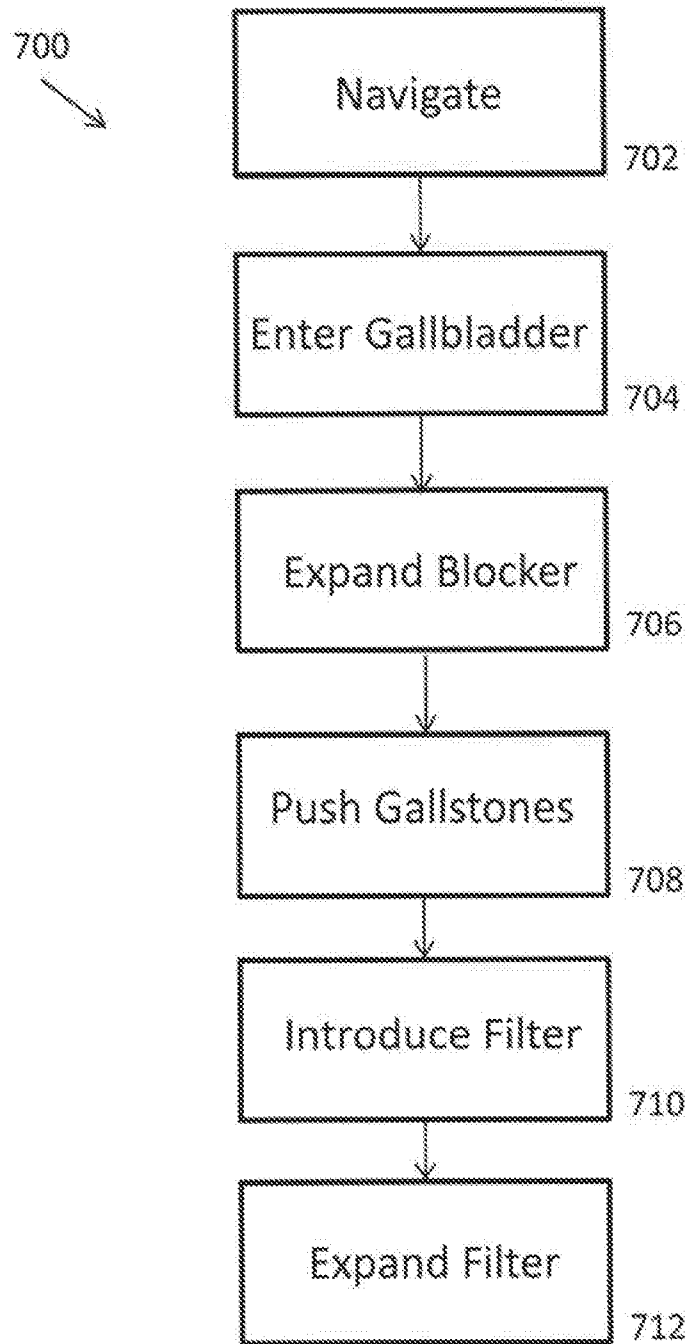 700
Navigate
702
Enter Gallbladder
704
Expand Blocker
706
Push Gallstones
708
Introduce Filter
710
Expand Filter
712